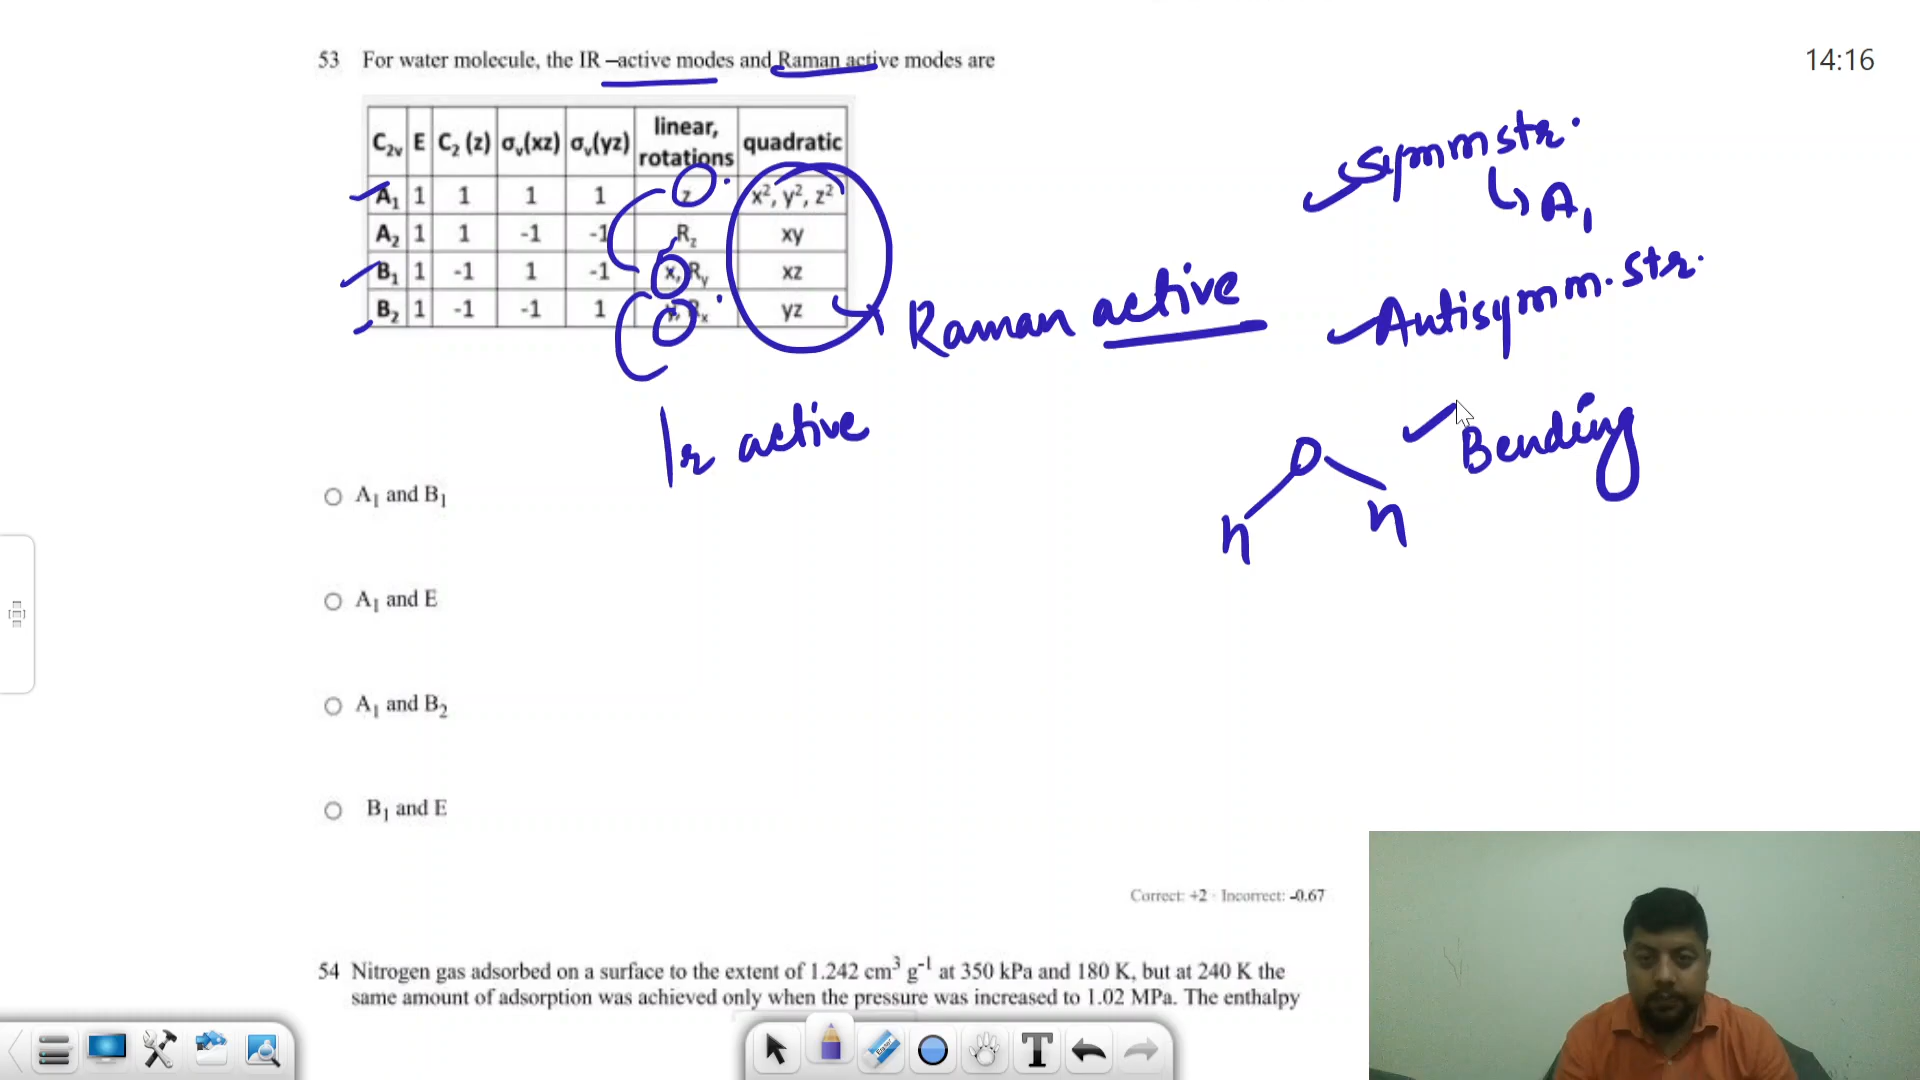 14:16
53 For water molecule, the IR –active modes and Raman active modes are
C₂ᵥ E C₂ (z) σᵥ(xz) σᵥ(yz) linear, rotations quadratic
A₁ 1 1 1 1 z x², y², z²
A₂ 1 1 -1 -1 R_z xy
B₁ 1 -1 1 -1 x, R_y xz
B₂ 1 -1 -1 1 y, Rₓ yz
Symm str.
A₁
Raman active
Antisymm. str.
Ir active
Bending
O
H H
A₁ and B₁
A₁ and E
A₁ and B₂
B₁ and E
Correct: +2 · Incorrect: -0.67
54 Nitrogen gas adsorbed on a surface to the extent of 1.242 cm³ g⁻¹ at 350 kPa and 180 K, but at 240 K the
same amount of adsorption was achieved only when the pressure was increased to 1.02 MPa. The enthalpy
T